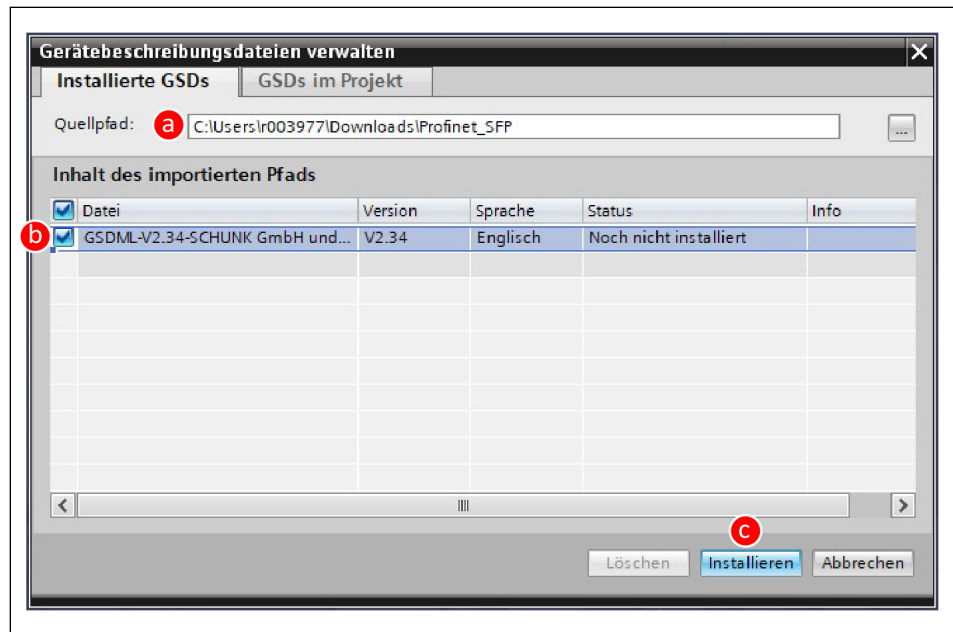 Gerätebeschreibungsdateien verwalten
Installierte GSDs GSDs im Projekt
Quellpfad: a C:\Users\r003977\Downloads\Profinet_SFP ...
Inhalt des importierten Pfads
Datei Version Sprache Status Info
b GSDML-V2.34-SCHUNK GmbH und... V2.34 Englisch Noch nicht installiert
c
Löschen Installieren Abbrechen